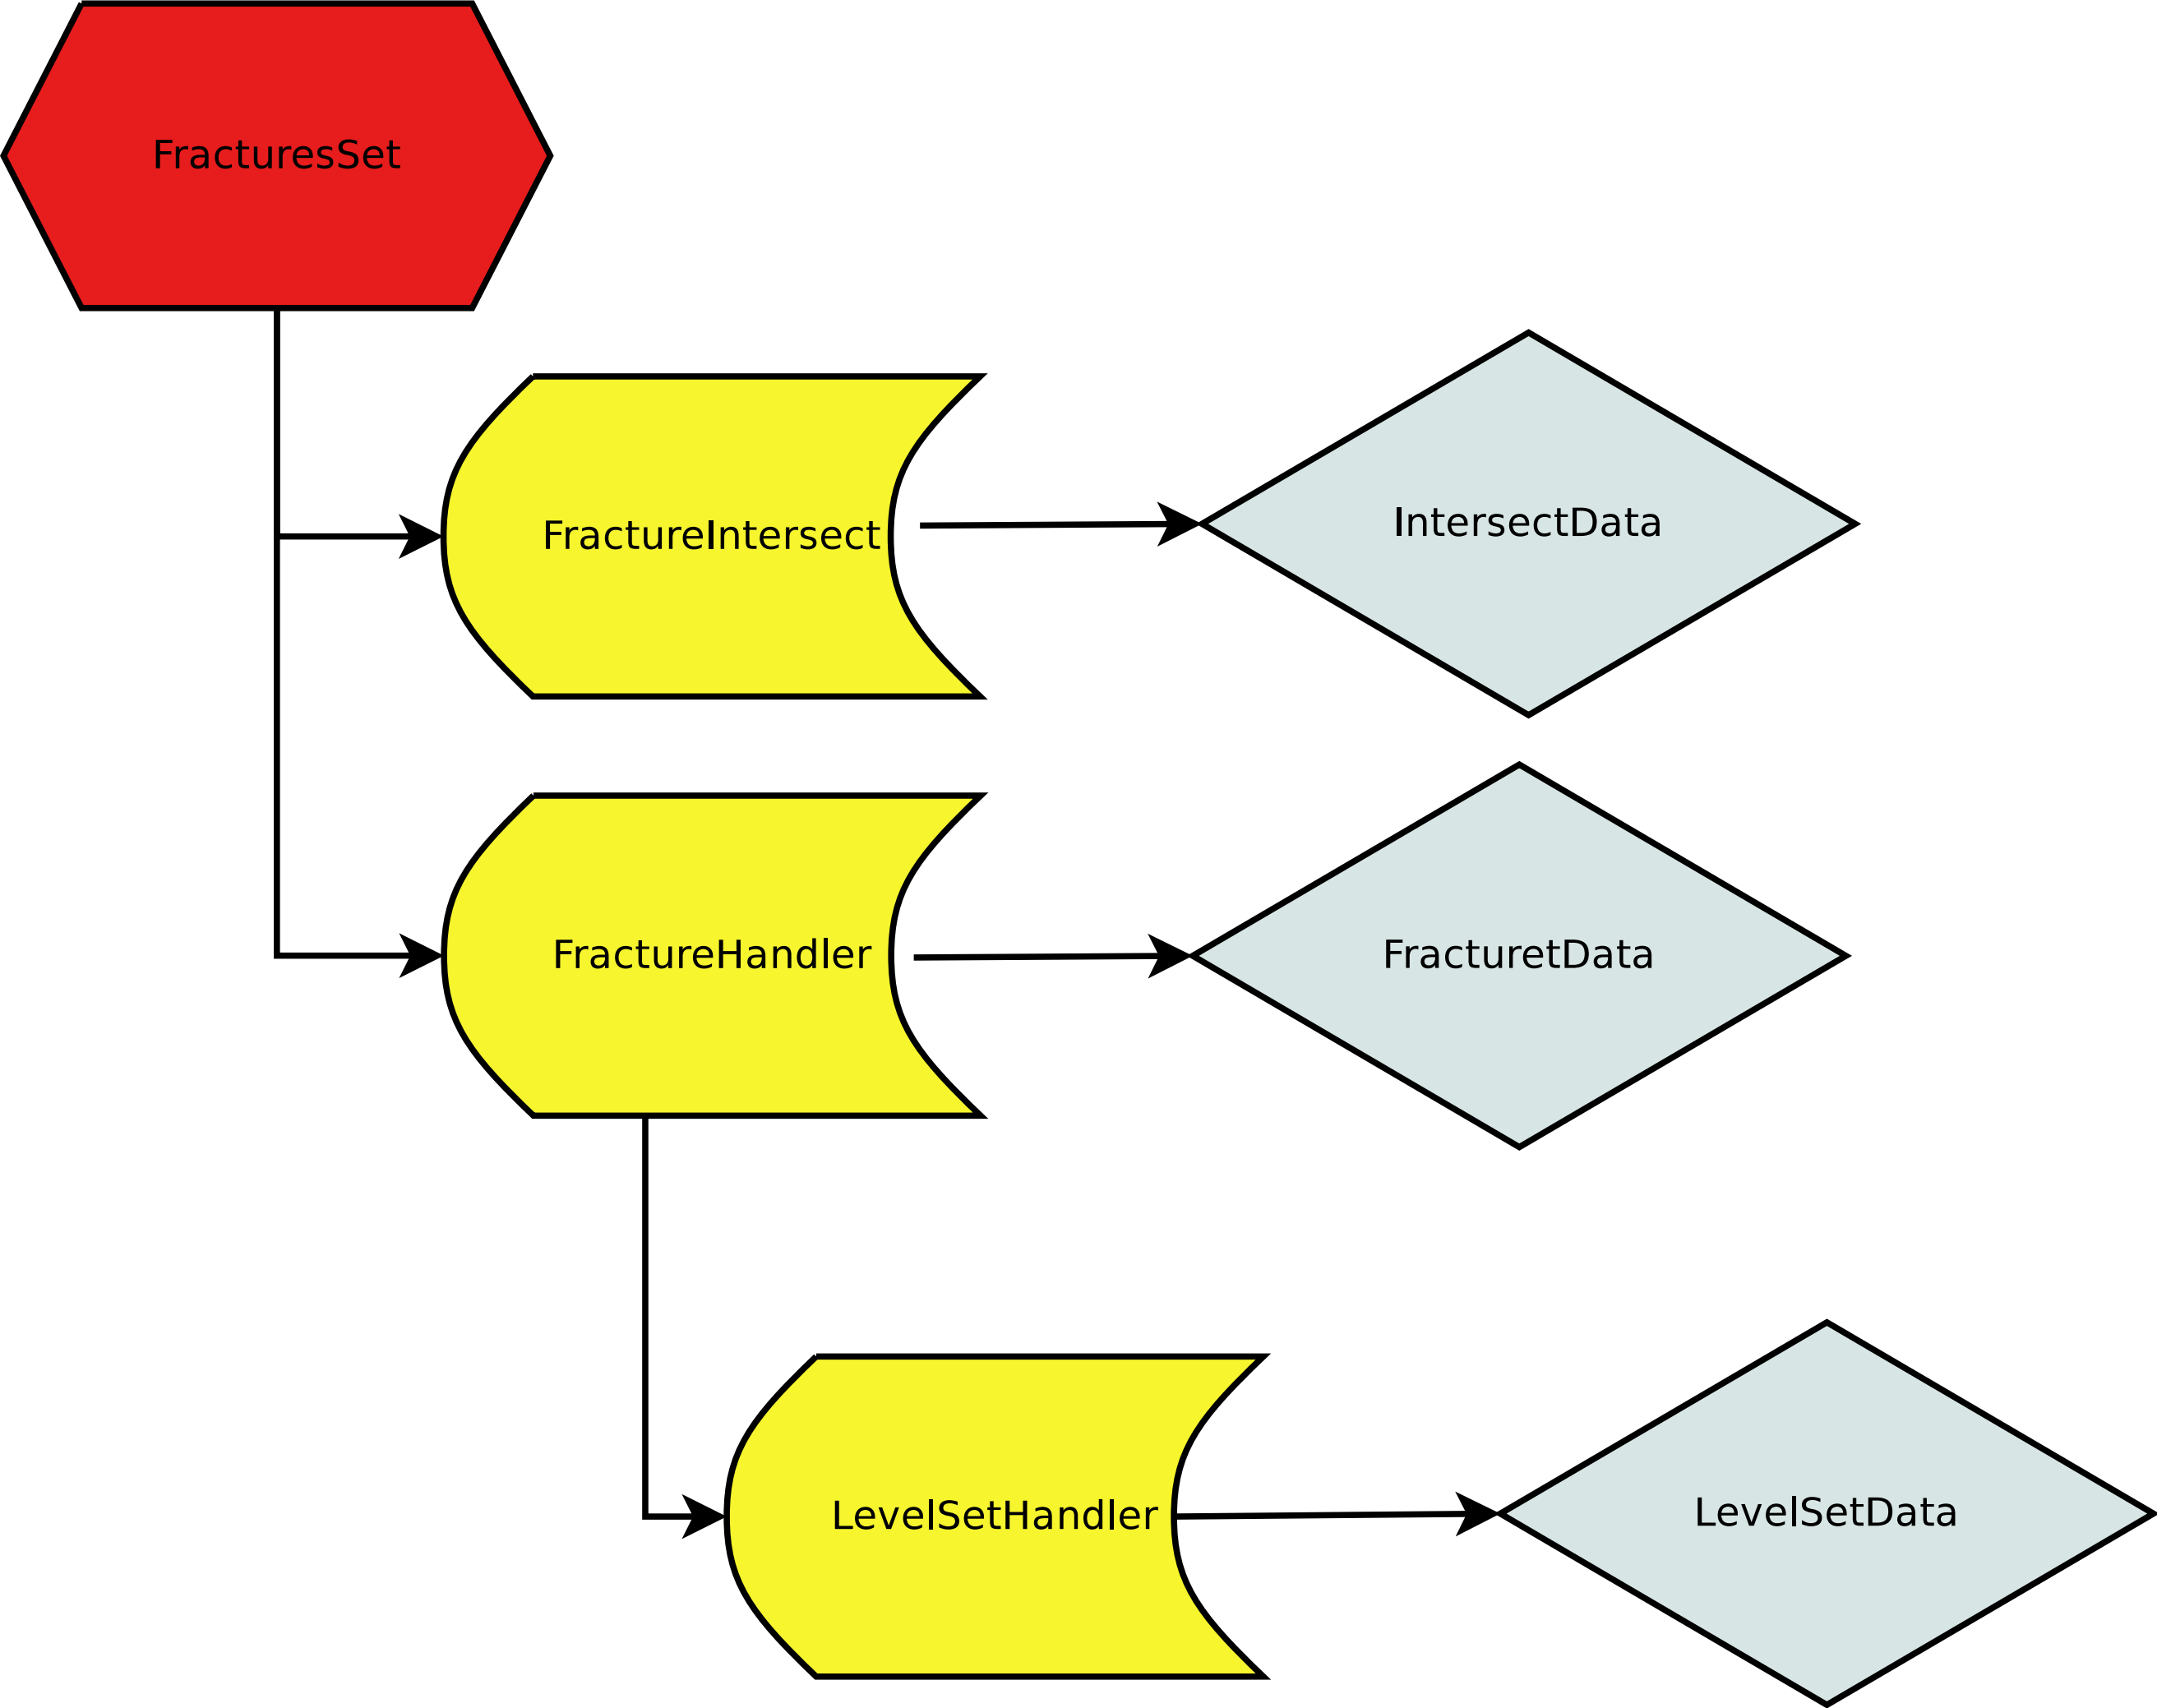 FracturesSet
FractureIntersect
IntersectData
FractureHandler
FracturetData
LevelSetHandler
LevelSetData